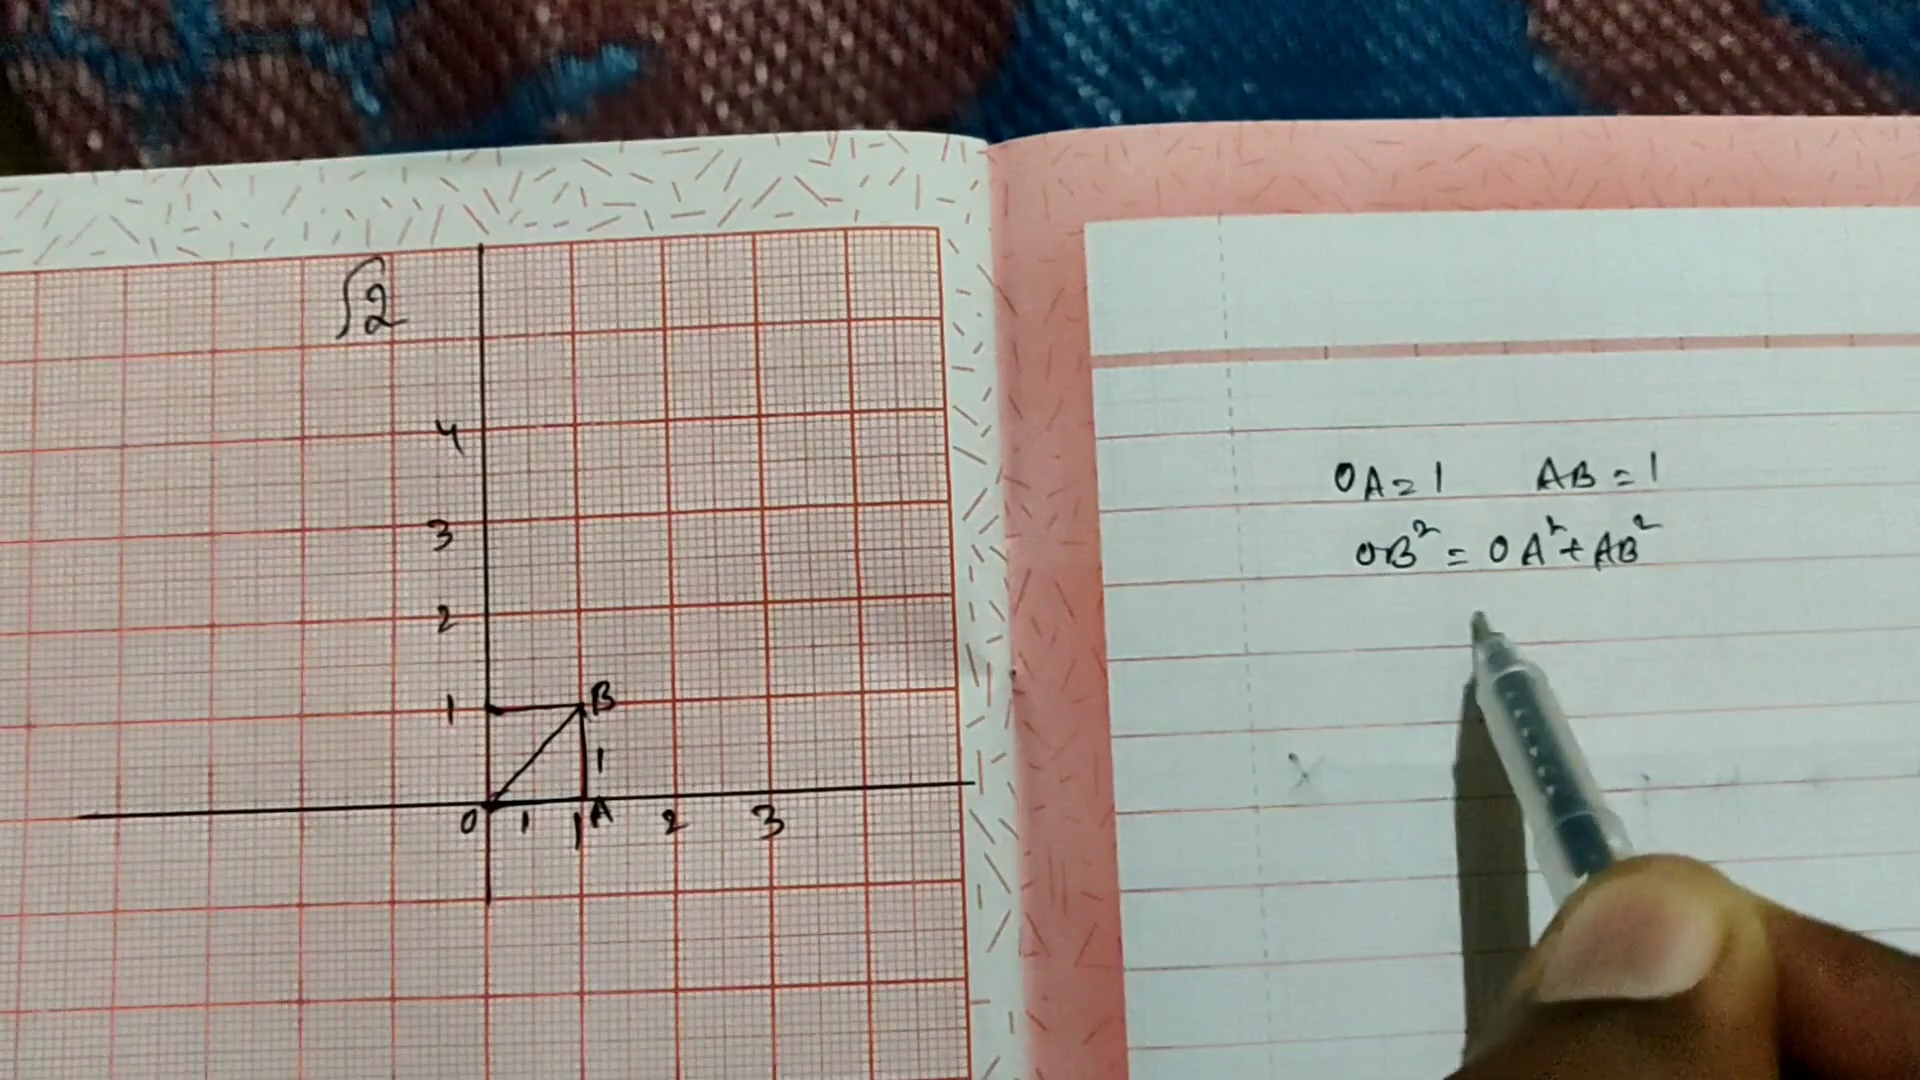 √2
4
3
2
1 B
1
0 1 1 A 2 3
OA = 1 AB = 1
OB² = OA² + AB²
x